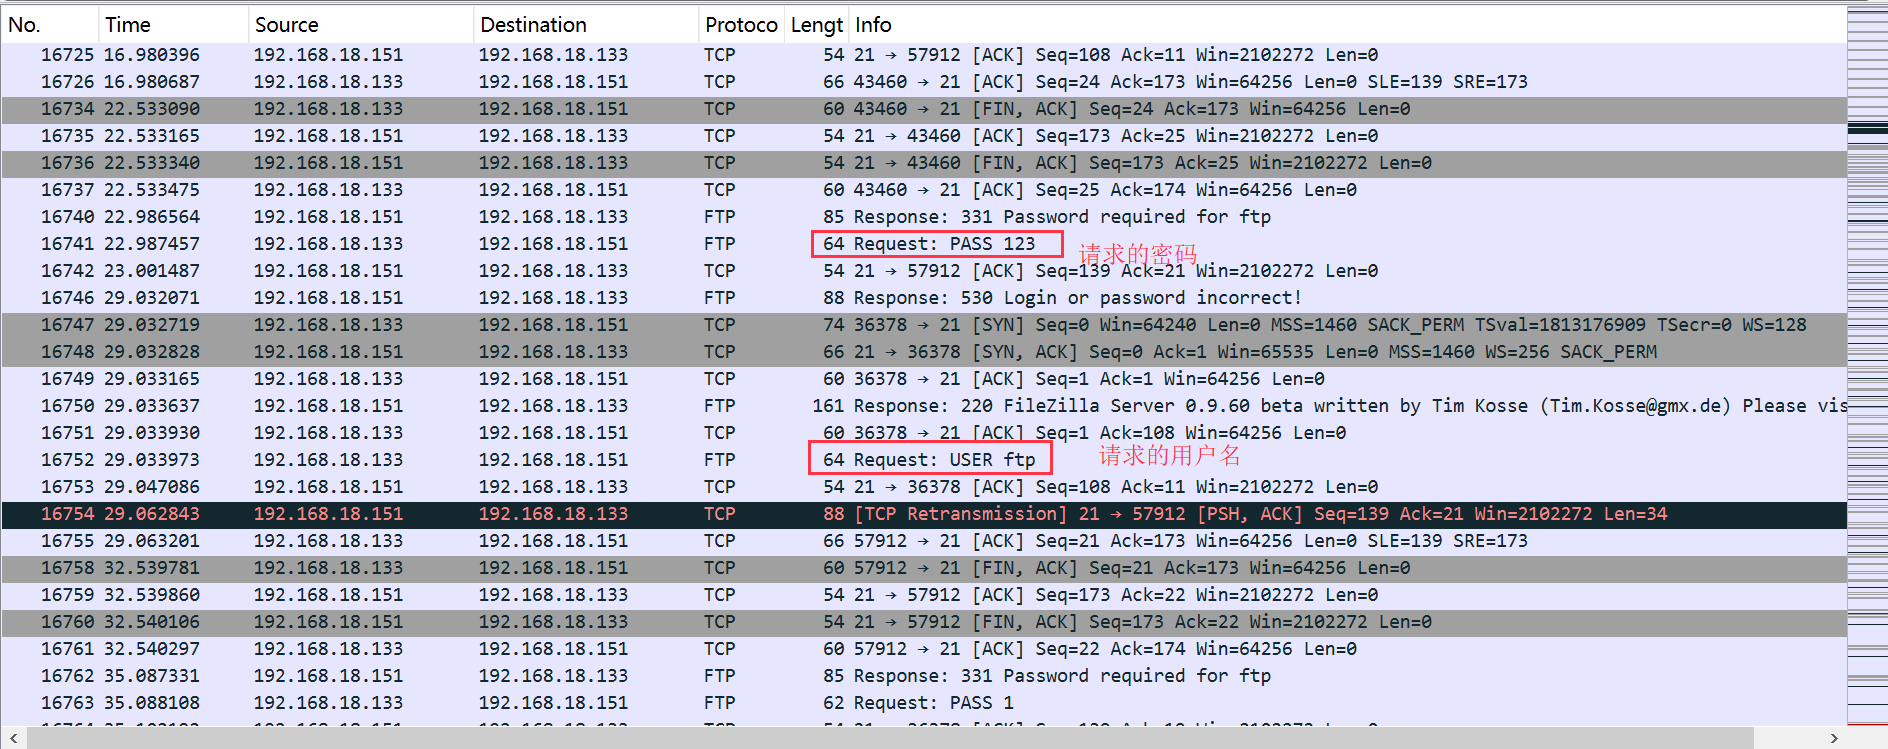 No. Time Source Destination Protoco Lengt Info
16725 16.980396 192.168.18.151 192.168.18.133 TCP 54 21 → 57912 [ACK] Seq=108 Ack=11 Win=2102272 Len=0
16726 16.980687 192.168.18.133 192.168.18.151 TCP 66 43460 → 21 [ACK] Seq=24 Ack=173 Win=64256 Len=0 SLE=139 SRE=173
16734 22.533090 192.168.18.133 192.168.18.151 TCP 60 43460 → 21 [FIN, ACK] Seq=24 Ack=173 Win=64256 Len=0
16735 22.533165 192.168.18.151 192.168.18.133 TCP 54 21 → 43460 [ACK] Seq=173 Ack=25 Win=2102272 Len=0
16736 22.533340 192.168.18.151 192.168.18.133 TCP 54 21 → 43460 [FIN, ACK] Seq=173 Ack=25 Win=2102272 Len=0
16737 22.533475 192.168.18.133 192.168.18.151 TCP 60 43460 → 21 [ACK] Seq=25 Ack=174 Win=64256 Len=0
16740 22.986564 192.168.18.151 192.168.18.133 FTP 85 Response: 331 Password required for ftp
16741 22.987457 192.168.18.133 192.168.18.151 FTP 64 Request: PASS 123 请求的密码
16742 23.001487 192.168.18.151 192.168.18.133 TCP 54 21 → 57912 [ACK] Seq=139 Ack=21 Win=2102272 Len=0
16746 29.032071 192.168.18.151 192.168.18.133 FTP 88 Response: 530 Login or password incorrect!
16747 29.032719 192.168.18.133 192.168.18.151 TCP 74 36378 → 21 [SYN] Seq=0 Win=64240 Len=0 MSS=1460 SACK_PERM TSval=1813176909 TSecr=0 WS=128
16748 29.032828 192.168.18.151 192.168.18.133 TCP 66 21 → 36378 [SYN, ACK] Seq=0 Ack=1 Win=65535 Len=0 MSS=1460 WS=256 SACK_PERM
16749 29.033165 192.168.18.133 192.168.18.151 TCP 60 36378 → 21 [ACK] Seq=1 Ack=1 Win=64256 Len=0
16750 29.033637 192.168.18.151 192.168.18.133 FTP 161 Response: 220 FileZilla Server 0.9.60 beta written by Tim Kosse (Tim.Kosse@gmx.de) Please vis
16751 29.033930 192.168.18.133 192.168.18.151 TCP 60 36378 → 21 [ACK] Seq=1 Ack=108 Win=64256 Len=0
16752 29.033973 192.168.18.133 192.168.18.151 FTP 64 Request: USER ftp 请求的用户名
16753 29.047086 192.168.18.151 192.168.18.133 TCP 54 21 → 36378 [ACK] Seq=108 Ack=11 Win=2102272 Len=0
16754 29.062843 192.168.18.151 192.168.18.133 TCP 88 [TCP Retransmission] 21 → 57912 [PSH, ACK] Seq=139 Ack=21 Win=2102272 Len=34
16755 29.063201 192.168.18.133 192.168.18.151 TCP 66 57912 → 21 [ACK] Seq=21 Ack=173 Win=64256 Len=0 SLE=139 SRE=173
16758 32.539781 192.168.18.133 192.168.18.151 TCP 60 57912 → 21 [FIN, ACK] Seq=21 Ack=173 Win=64256 Len=0
16759 32.539860 192.168.18.151 192.168.18.133 TCP 54 21 → 57912 [ACK] Seq=173 Ack=22 Win=2102272 Len=0
16760 32.540106 192.168.18.151 192.168.18.133 TCP 54 21 → 57912 [FIN, ACK] Seq=173 Ack=22 Win=2102272 Len=0
16761 32.540297 192.168.18.133 192.168.18.151 TCP 60 57912 → 21 [ACK] Seq=22 Ack=174 Win=64256 Len=0
16762 35.087331 192.168.18.151 192.168.18.133 FTP 85 Response: 331 Password required for ftp
16763 35.088108 192.168.18.133 192.168.18.151 FTP 62 Request: PASS 1